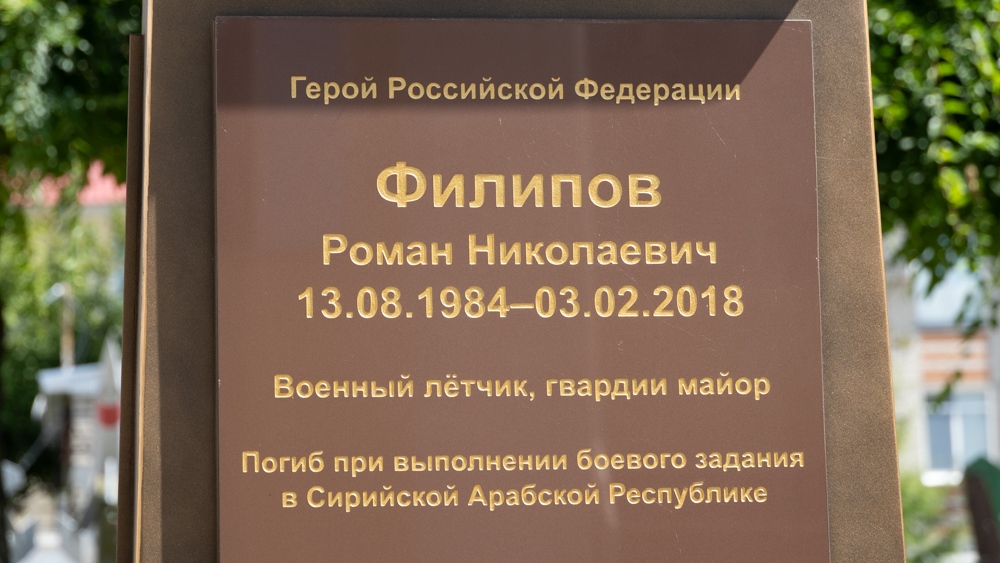 Герой Российской Федерации
Филипов
Роман Николаевич
13.08.1984–03.02.2018
Военный лётчик, гвардии майор
Погиб при выполнении боевого задания
в Сирийской Арабской Республике